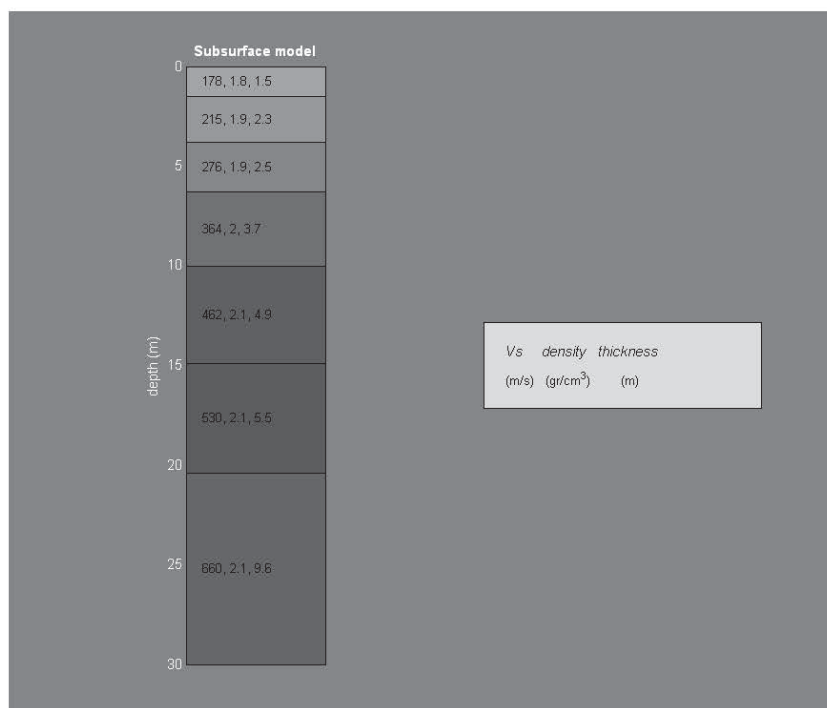 Subsurface model
0
178, 1.8, 1.5
215, 1.9, 2.3
5
276, 1.9, 2.5
364, 2, 3.7
10
462, 2.1, 4.9
15
530, 2.1, 5.5
20
25
660, 2.1, 9.6
30
depth (m)
Vs density thickness
(m/s) (gr/cm³) (m)